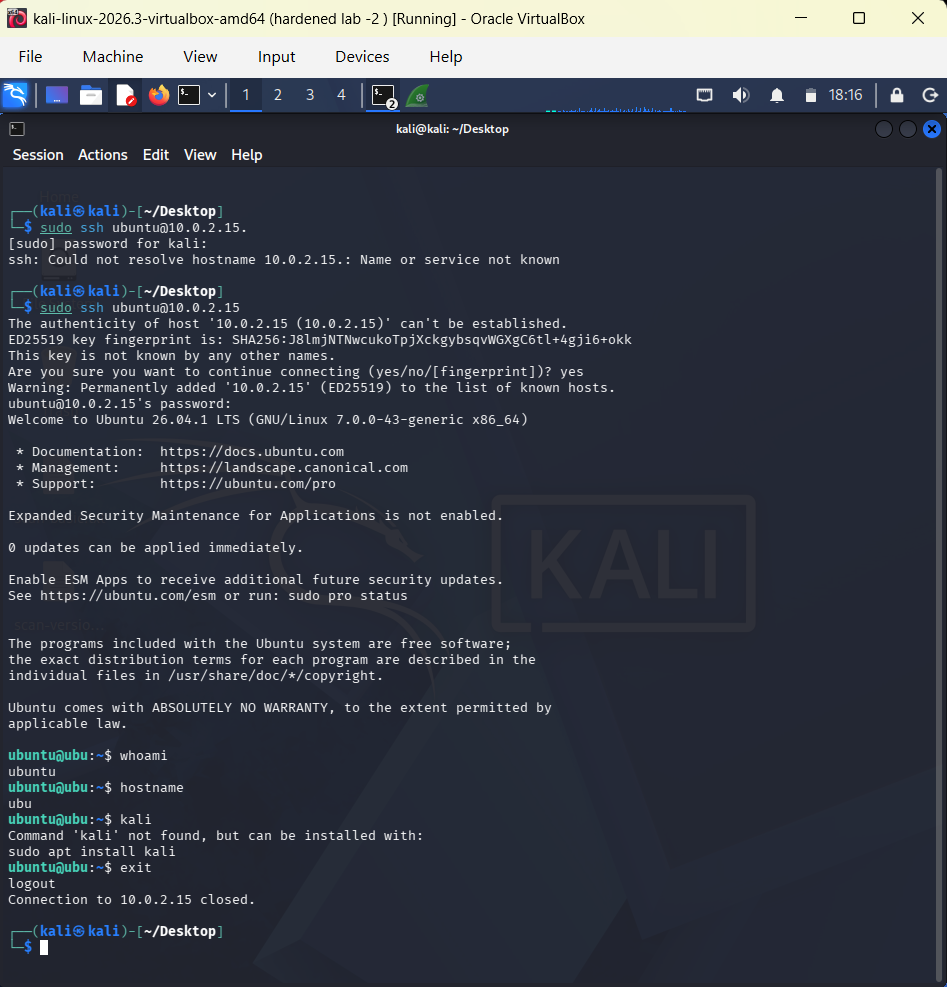 kali-linux-2026.3-virtualbox-amd64 (hardened lab -2 ) [Running] - Oracle VirtualBox
File Machine View Input Devices Help
1 2 3 4 2 18:16
kali@kali: ~/Desktop
Session Actions Edit View Help
Home
┌──(kali㉿kali)-[~/Desktop]
└─$ sudo ssh ubuntu@10.0.2.15.
[sudo] password for kali:
ssh: Could not resolve hostname 10.0.2.15.: Name or service not known
┌──(kali㉿kali)-[~/Desktop]
└─$ sudo ssh ubuntu@10.0.2.15
The authenticity of host '10.0.2.15 (10.0.2.15)' can't be established.
ED25519 key fingerprint is: SHA256:J8lmjNTNwcukoTpjXckgybsqvWGXgC6tl+4gji6+okk
This key is not known by any other names.
Are you sure you want to continue connecting (yes/no/[fingerprint])? yes
Warning: Permanently added '10.0.2.15' (ED25519) to the list of known hosts.
ubuntu@10.0.2.15's password:
Welcome to Ubuntu 26.04.1 LTS (GNU/Linux 7.0.0-43-generic x86_64)
* Documentation: https://docs.ubuntu.com
* Management: https://landscape.canonical.com
* Support: https://ubuntu.com/pro
Expanded Security Maintenance for Applications is not enabled.
0 updates can be applied immediately.
Enable ESM Apps to receive additional future security updates.
See https://ubuntu.com/esm or run: sudo pro status
KALI
scan-versio...
The programs included with the Ubuntu system are free software;
the exact distribution terms for each program are described in the
individual files in /usr/share/doc/*/copyright.
Ubuntu comes with ABSOLUTELY NO WARRANTY, to the extent permitted by
applicable law.
ubuntu@ubu:~$ whoami
ubuntu
ubuntu@ubu:~$ hostname
ubu
ubuntu@ubu:~$ kali
Command 'kali' not found, but can be installed with:
sudo apt install kali
ubuntu@ubu:~$ exit
logout
Connection to 10.0.2.15 closed.
┌──(kali㉿kali)-[~/Desktop]
└─$